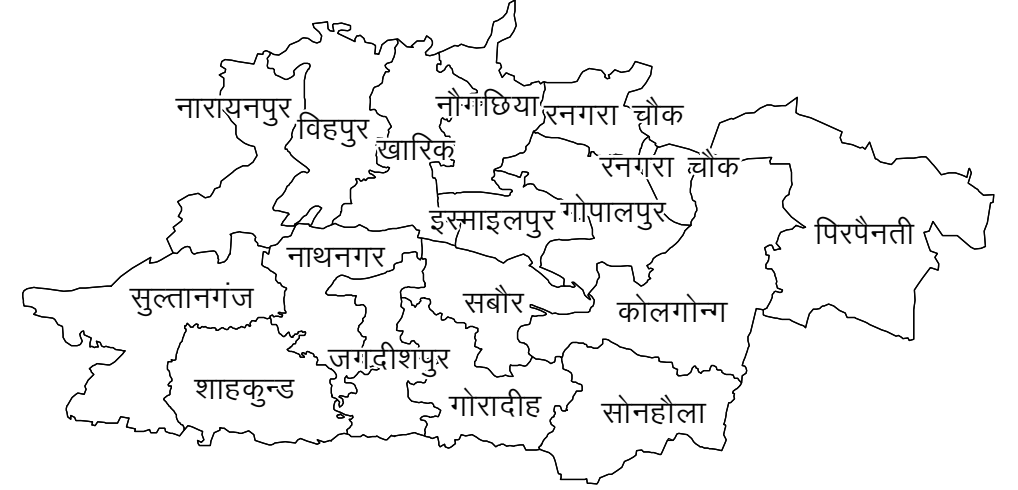 नारायनपुर
विहपुर
खारिक
नौगछिया
रनगरा चौक
रनगरा चौक
इस्माइलपुर
गोपालपुर
पिरपैनती
नाथनगर
सुल्तानगंज
सबौर
कोलगोन्ग
जगदीशपुर
शाहकुन्ड
गोरादीह
सोनहौला